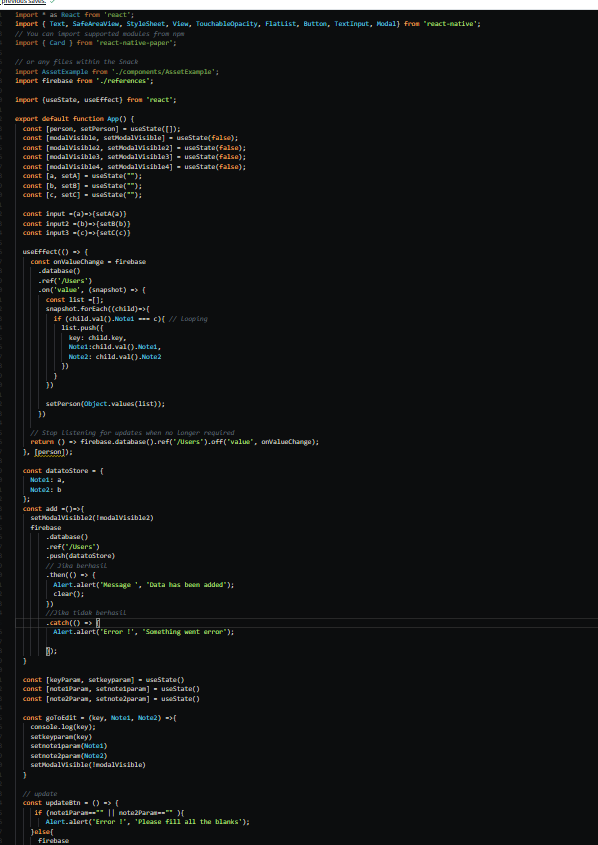 previous saves.
import * as React from 'react';
import { Text, SafeAreaView, StyleSheet, View, TouchableOpacity, FlatList, Button, TextInput, Modal} from 'react-native';
// You can import supported modules from npm
import { Card } from 'react-native-paper';
// or any files within the Snack
import AssetExample from './components/AssetExample';
import firebase from './references';
import {useState, useEffect} from 'react';
export default function App() {
const [person, setPerson] = useState([]);
const [modalVisible, setModalVisible] = useState(false);
const [modalVisible2, setModalVisible2] = useState(false);
const [modalVisible3, setModalVisible3] = useState(false);
const [modalVisible4, setModalVisible4] = useState(false);
const [a, setA] = useState("");
const [b, setB] = useState("");
const [c, setC] = useState("");
const input =(a)=>{setA(a)}
const input2 =(b)=>{setB(b)}
const input3 =(c)=>{setC(c)}
useEffect(() => {
const onValueChange = firebase
.database()
.ref('/Users')
.on('value', (snapshot) => {
const list =[];
snapshot.forEach((child)=>{
if (child.val().Note1 === c){ // Looping
list.push({
key: child.key,
Note1:child.val().Note1,
Note2: child.val().Note2
})
}
})
setPerson(Object.values(list));
})
// Stop listening for updates when no longer required
return () => firebase.database().ref('/Users').off('value', onValueChange);
}, [person]);
const datatoStore = {
Note1: a,
Note2: b
};
const add =()=>{
setModalVisible2(!modalVisible2)
firebase
.database()
.ref('/Users')
.push(datatoStore)
// Jika berhasil
.then(() => {
Alert.alert('Message ', 'Data has been added');
clear();
})
//Jika tidak berhasil
.catch(() => {
Alert.alert('Error !', 'Something went error');
});
}
const [keyParam, setkeyparam] = useState()
const [note1Param, setnote1param] = useState()
const [note2Param, setnote2param] = useState()
const goToEdit = (key, Note1, Note2) =>{
console.log(key);
setkeyparam(key)
setnote1param(Note1)
setnote2param(Note2)
setModalVisible(!modalVisible)
}
// update
const updateBtn = () => {
if (note1Param=="" || note2Param=="" ){
Alert.alert('Error !', 'Please fill all the blanks');
}else{
firebase